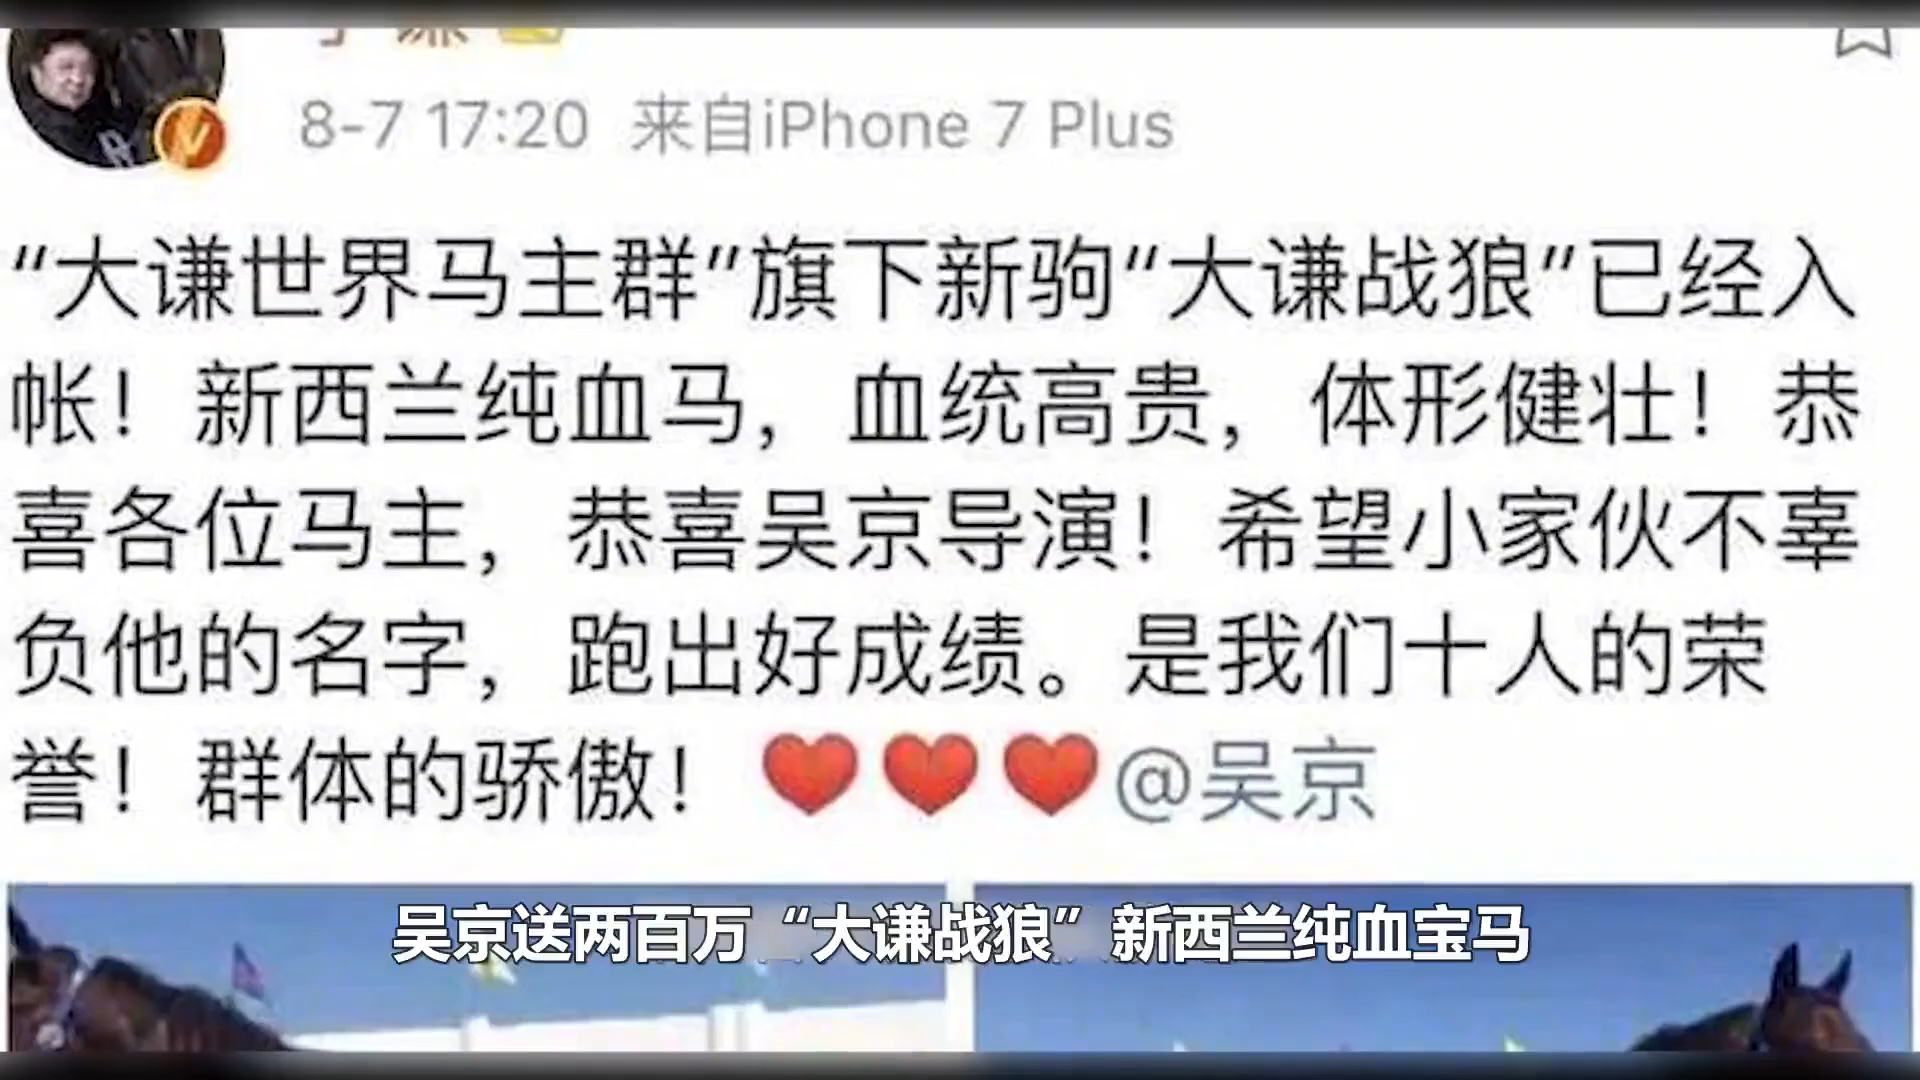 于谦
8-7 17:20 来自iPhone 7 Plus
“大谦世界马主群”旗下新驹“大谦战狼”已经入
帐！新西兰纯血马，血统高贵，体形健壮！恭
喜各位马主，恭喜吴京导演！希望小家伙不辜
负他的名字，跑出好成绩。是我们十人的荣
誉！群体的骄傲！❤❤❤@吴京
吴京送两百万“大谦战狼”新西兰纯血宝马